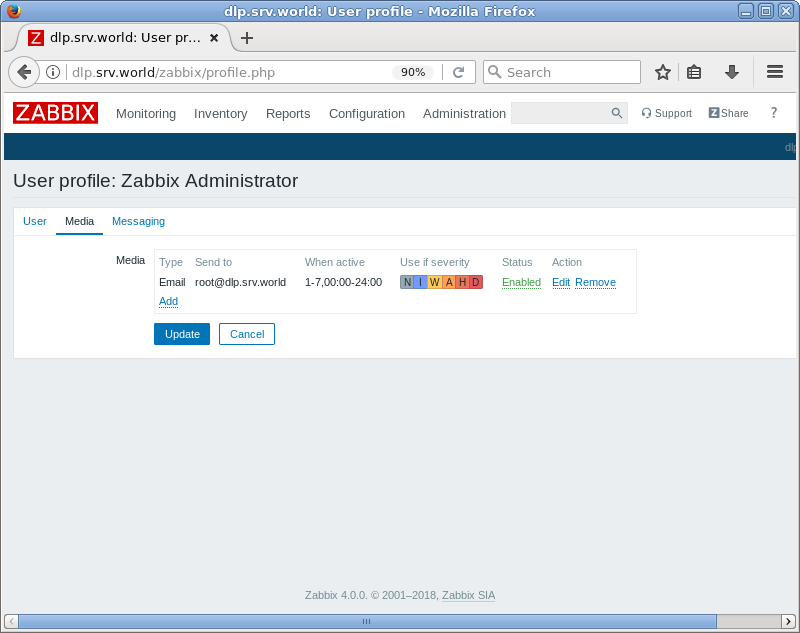 dlp.srv.world: User profile - Mozilla Firefox
Z dlp.srv.world: User pr...
dlp.srv.world/zabbix/profile.php 90% Search
ZABBIX Monitoring Inventory Reports Configuration Administration Support Z Share ?
dlp
User profile: Zabbix Administrator
User Media Messaging
Media Type Send to When active Use if severity Status Action
Email root@dlp.srv.world 1-7,00:00-24:00 N I W A H D Enabled Edit Remove
Add
Update Cancel
Zabbix 4.0.0. © 2001–2018, Zabbix SIA